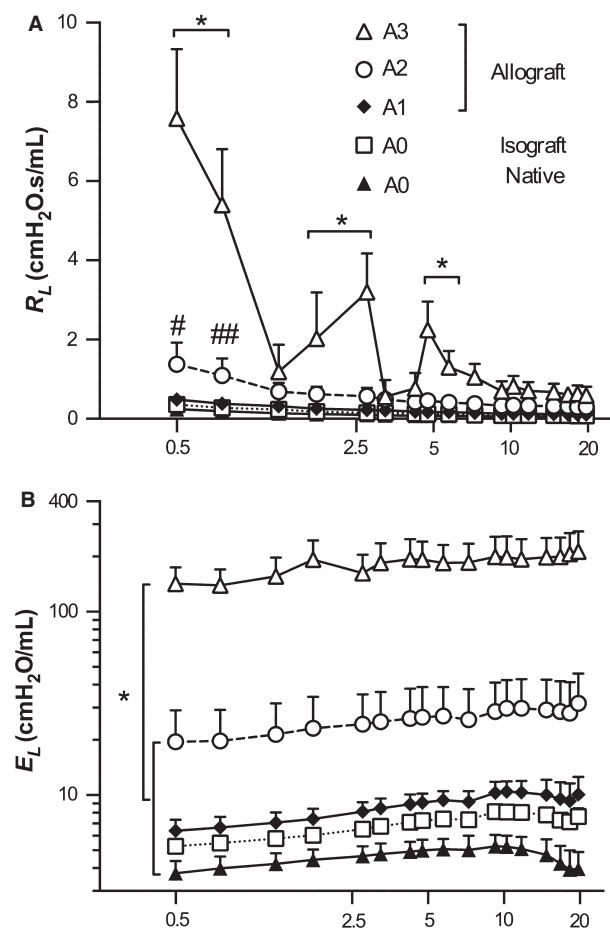 A
10
8
6
4
2
0
R_L (cmH2O.s/mL)
*
*
*
#
##
A3
A2
A1
A0
A0
Allograft
Isograft
Native
0.5
2.5
5
10
20
B
400
100
10
E_L (cmH2O/mL)
*
0.5
2.5
5
10
20